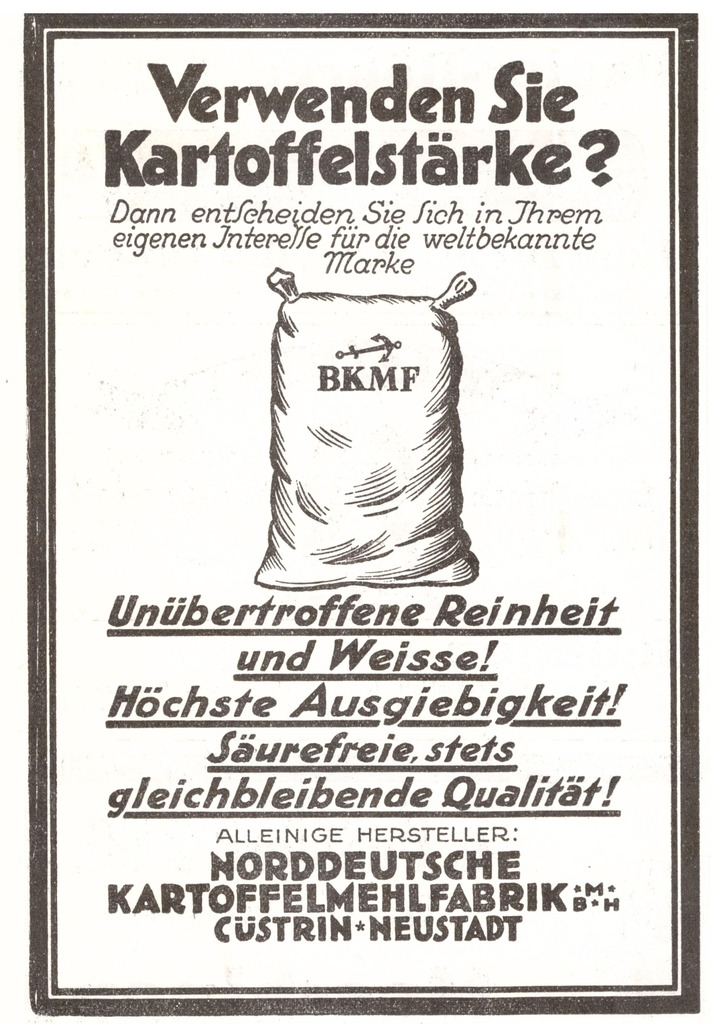 Verwenden Sie
Kartoffelstärke?
Dann entscheiden Sie sich in Ihrem
eigenen Interesse für die weltbekannte
Marke
BKMF
Unübertroffene Reinheit
und Weisse!
Höchste Ausgiebigkeit!
Säurefreie, stets
gleichbleibende Qualität!
ALLEINIGE HERSTELLER:
NORDDEUTSCHE
KARTOFFELMEHLFABRIK *M* B*H
CÜSTRIN*NEUSTADT